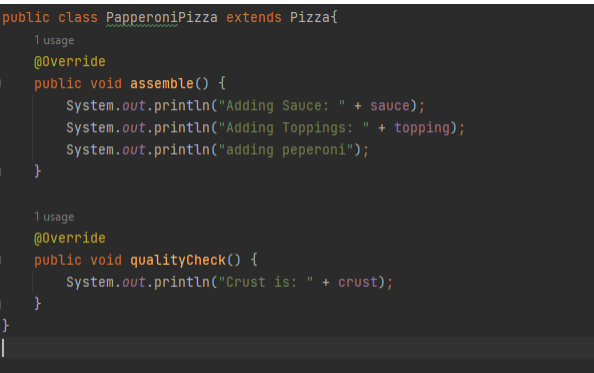 public class PapperoniPizza extends Pizza{
1 usage
@Override
public void assemble() {
System.out.println("Adding Sauce: " + sauce);
System.out.println("Adding Toppings: " + topping);
System.out.println("adding peperoni");
}
1 usage
@Override
public void qualityCheck() {
System.out.println("Crust is: " + crust);
}
}